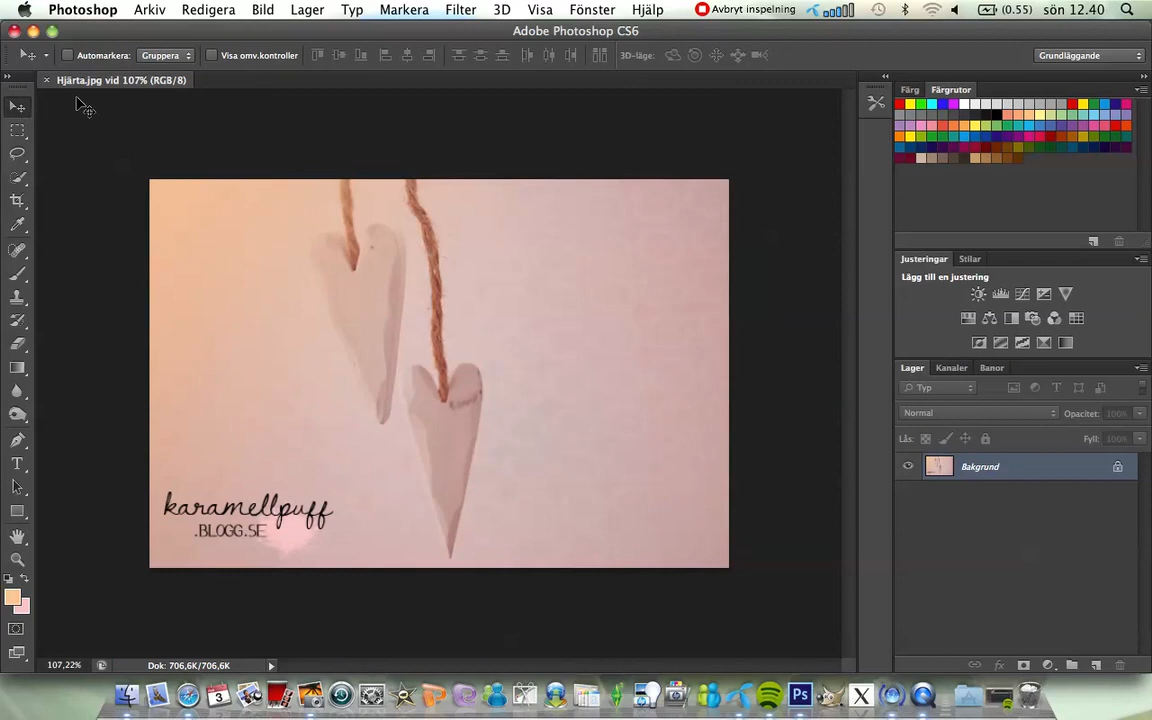 Photoshop Arkiv Redigera Bild Lager Typ Markera Filter 3D Visa Fönster Hjälp Avbryt inspelning (0.55) sön 12.40
Adobe Photoshop CS6
Automarkera: Gruppera Visa omv.kontroller 3D-läge: Grundläggande
Hjärta.jpg vid 107% (RGB/8)
Färg Färgrutor
Justeringar Stilar
Lägg till en justering
Lager Kanaler Banor
Typ
Normal Opacitet: 100%
Lås: Fyll: 100%
Bakgrund
karamellpuff
.BLOGG.SE
107,22% Dok: 706,6K/706,6K